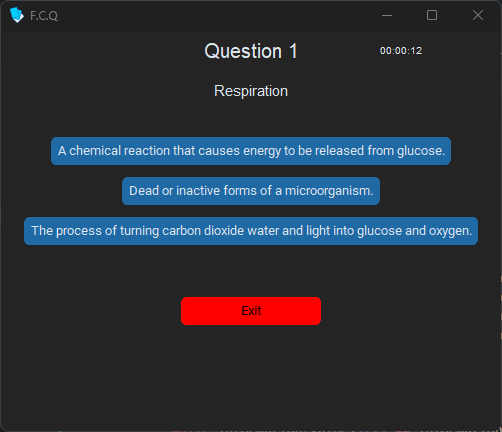 F.C.Q
Question 1
00:00:12
Respiration
A chemical reaction that causes energy to be released from glucose.
Dead or inactive forms of a microorganism.
The process of turning carbon dioxide water and light into glucose and oxygen.
Exit